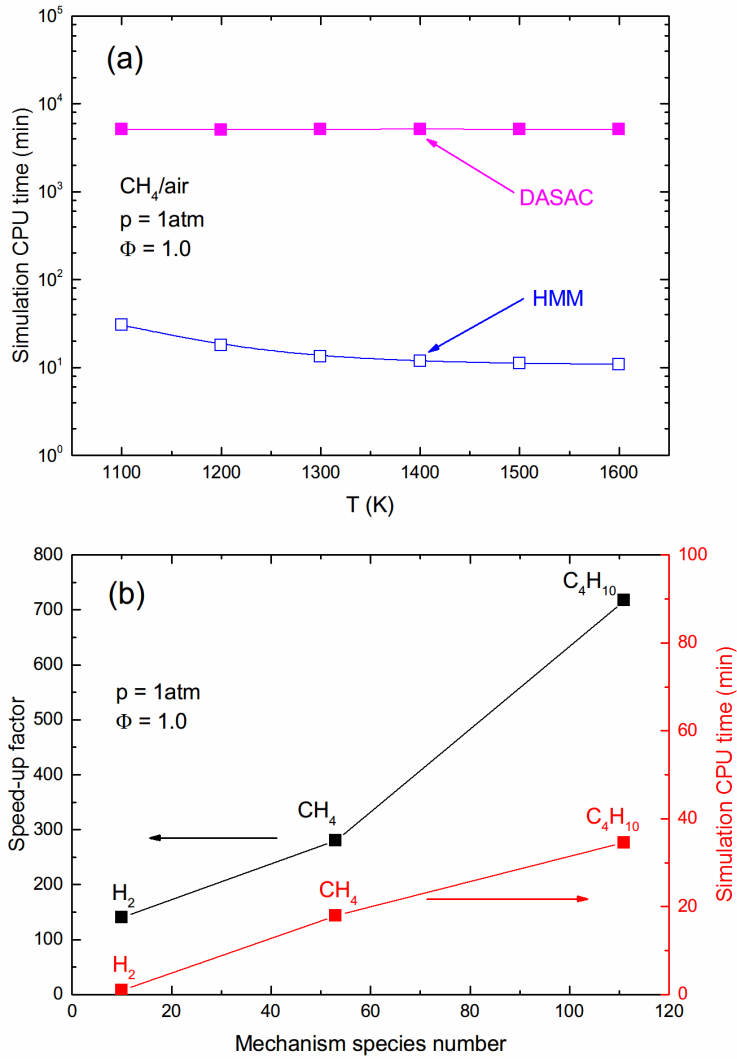 (a)
10⁵
10⁴
10³
10²
10¹
10⁰
Simulation CPU time (min)
CH₄/air
p = 1atm
Φ = 1.0
DASAC
HMM
1100 1200 1300 1400 1500 1600
T (K)
(b)
800
700
600
500
400
300
200
100
0
Speed-up factor
p = 1atm
Φ = 1.0
H₂
CH₄
C₄H₁₀
H₂
CH₄
C₄H₁₀
100
80
60
40
20
0
Simulation CPU time (min)
0 20 40 60 80 100 120
Mechanism species number